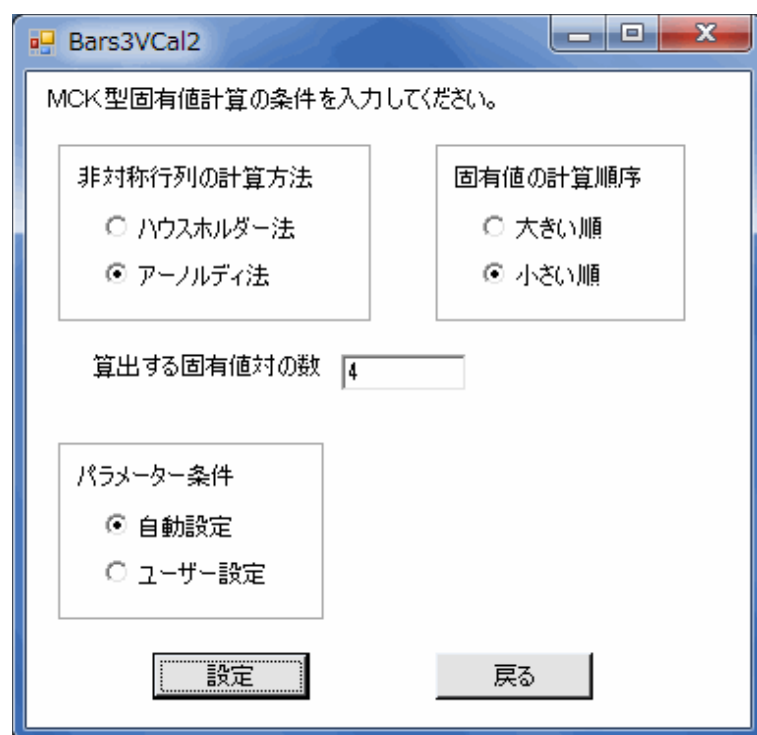 Bars3VCal2
MCK型固有値計算の条件を入力してください。
非対称行列の計算方法
ハウスホルダー法
アーノルディ法
固有値の計算順序
大きい順
小さい順
算出する固有値対の数 4
パラメーター条件
自動設定
ユーザー設定
設定 戻る